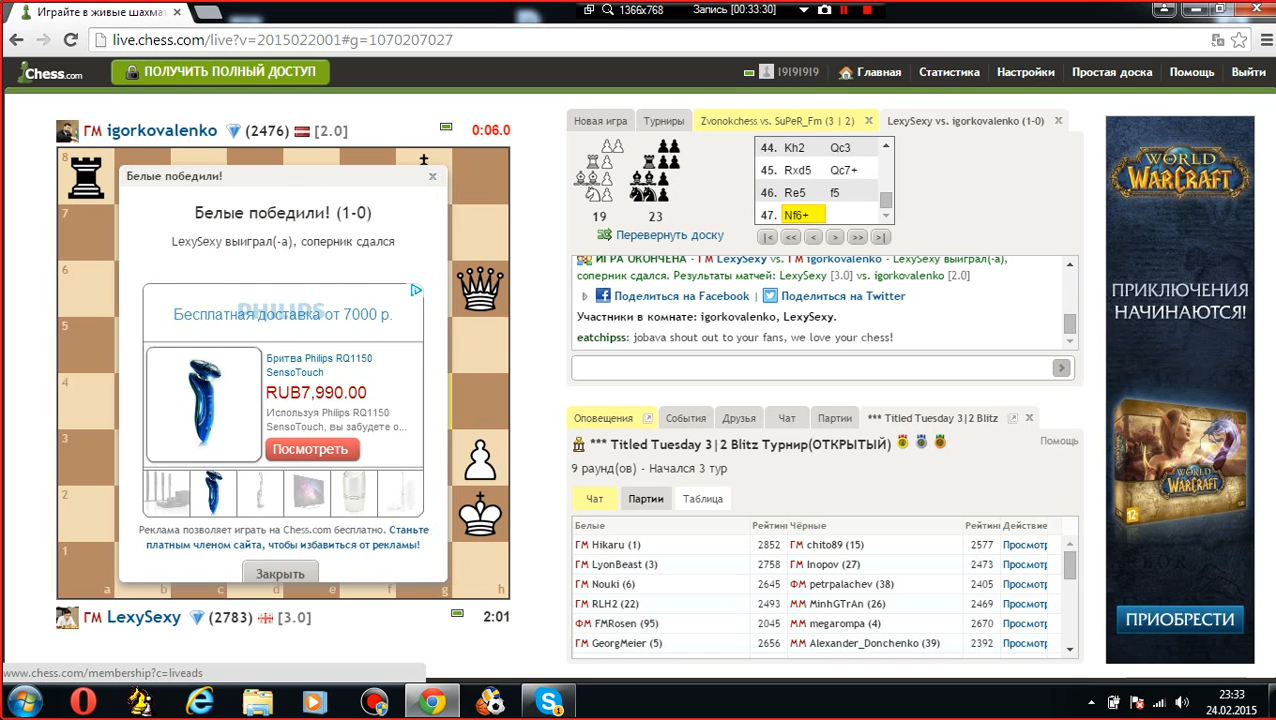 Играйте в живые шахмат
1366x768 Запись [00:33:30]
live.chess.com/live?v=2015022001#g=1070207027
Chess.com ПОЛУЧИТЬ ПОЛНЫЙ ДОСТУП
19191919 Главная Статистика Настройки Простая доска Помощь Выйти
ГМ igorkovalenko (2476) [2.0] 0:06.0
8
7
6
5
4
3
2
1
a
h
Белые победили!
Белые победили! (1-0)
LexySexy выиграл(-а), соперник сдался
PHILIPS
Бесплатная доставка от 7000 р.
Бритва Philips RQ1150
SensoTouch
RUB7,990.00
Используя Philips RQ1150
SensoTouch, вы забудете о...
Посмотреть
Реклама позволяет играть на Chess.com бесплатно. Станьте
платным членом сайта, чтобы избавиться от рекламы!
Закрыть
ГМ LexySexy (2783) [3.0] 2:01
www.chess.com/membership?c=liveads
Новая игра Турниры Zvonokchess vs. SuPeR_Fm (3 | 2) LexySexy vs. igorkovalenko (1-0)
44. Kh2 Qc3
45. Rxd5 Qc7+
46. Re5 f5
47. Nf6+
19 23
Перевернуть доску
|< << < > >> >|
ИГРА ОКОНЧЕНА - ГМ LexySexy vs. ГМ igorkovalenko - LexySexy выиграл(-а),
соперник сдался. Результаты матчей: LexySexy [3.0] vs. igorkovalenko [2.0]
Поделиться на Facebook | Поделиться на Twitter
Участники в комнате: igorkovalenko, LexySexy.
eatchipss: jobava shout out to your fans, we love your chess!
Оповещения События Друзья Чат Партии *** Titled Tuesday 3|2 Blitz
*** Titled Tuesday 3|2 Blitz Турнир(ОТКРЫТЫЙ)
Помощь
9 раунд(ов) - Начался 3 тур
Чат Партии Таблица
Белые Рейтинг Чёрные Рейтинг Действие
ГМ Hikaru (1) 2852 ГМ chito89 (15) 2577 Просмотр
ГМ LyonBeast (3) 2758 ГМ Inopov (27) 2473 Просмотр
ГМ Nouki (6) 2645 ФМ petrpalachev (38) 2405 Просмотр
ГМ RLH2 (22) 2493 ММ MinhGTrAn (26) 2469 Просмотр
ФМ FMRosen (95) 2045 ММ megarompa (4) 2670 Просмотр
ГМ GeorgMeier (5) 2656 ММ Alexander_Donchenko (39) 2392 Просмотр
WORLD
WARCRAFT
ПРИКЛЮЧЕНИЯ
НАЧИНАЮТСЯ!
WORLD
WARCRAFT
12
ПРИОБРЕСТИ
23:33
24.02.2015